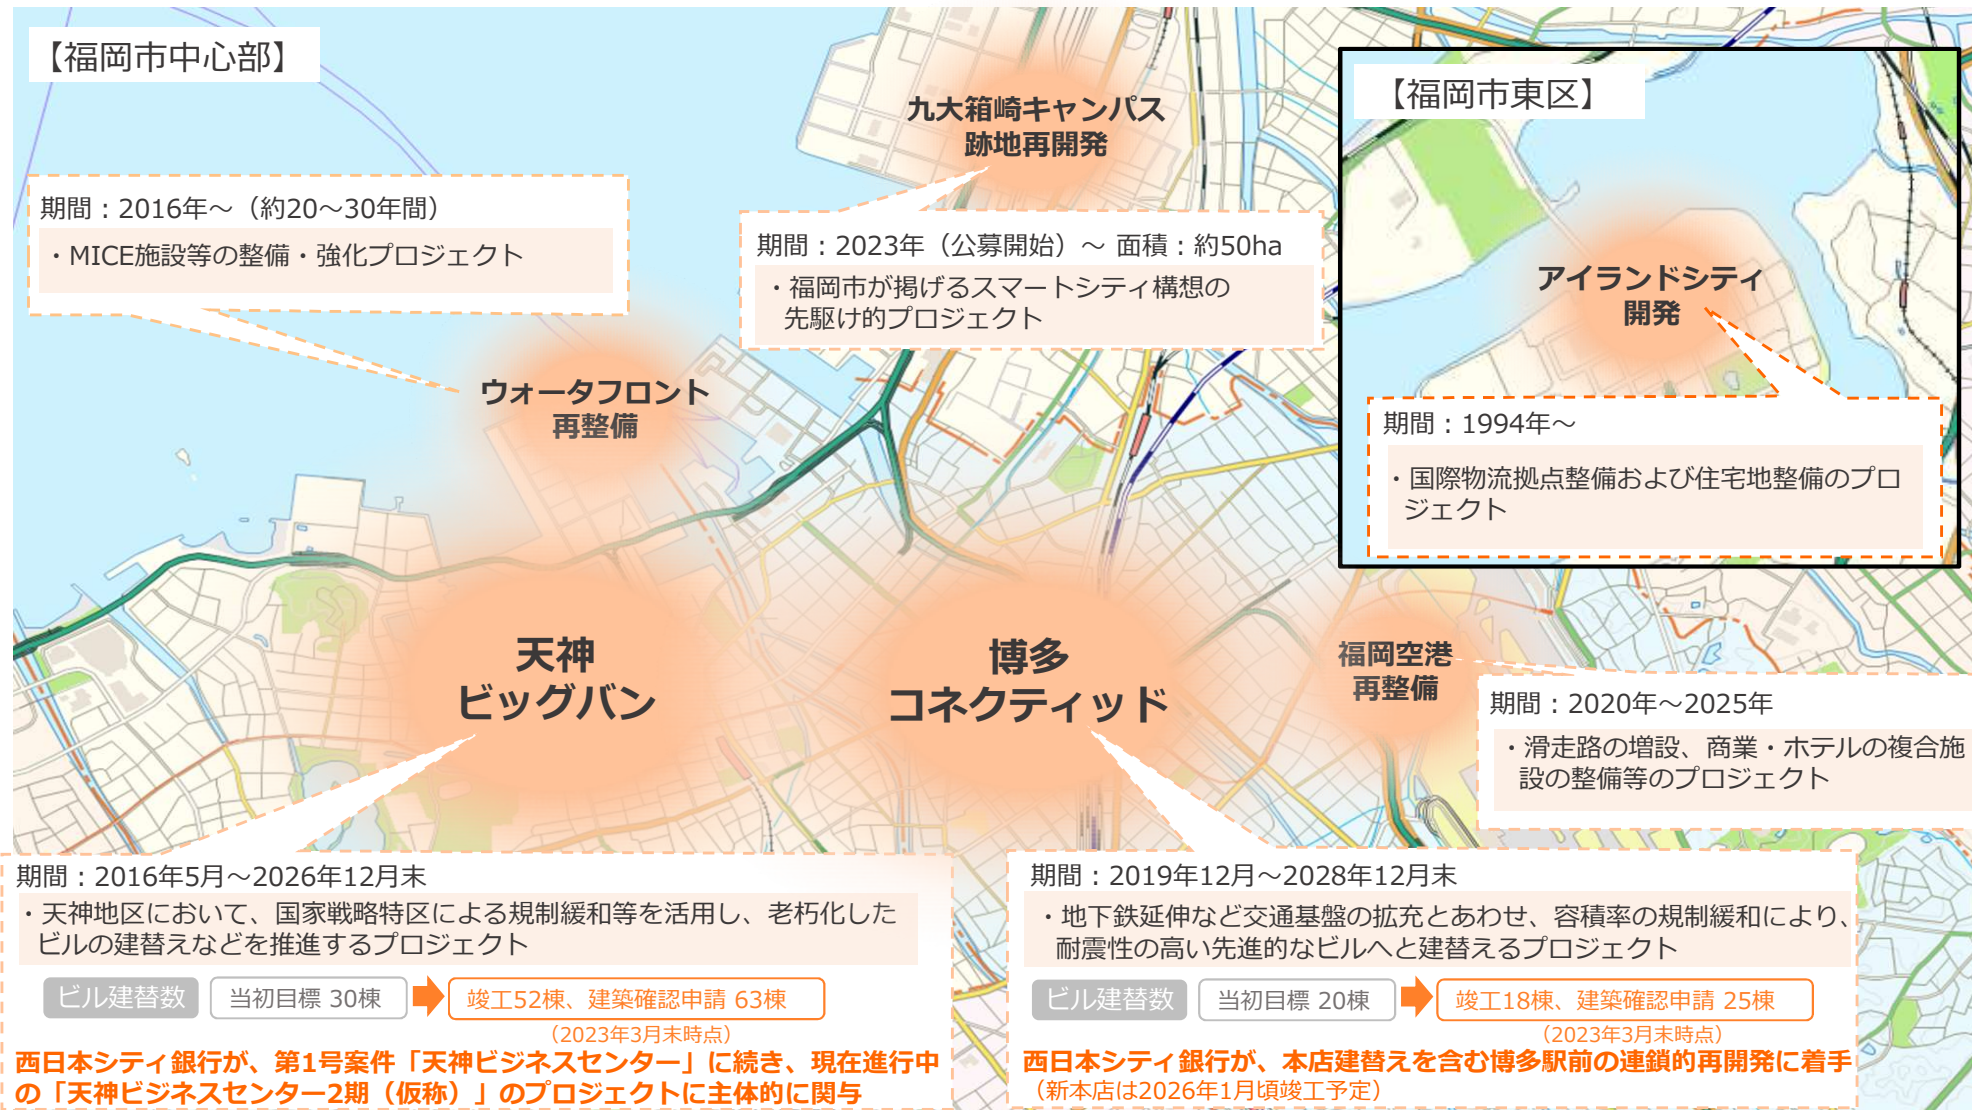 【福岡市中心部】
九大箱崎キャンパス
跡地再開発
【福岡市東区】
期間：2016年～（約20～30年間）
・MICE施設等の整備・強化プロジェクト
期間：2023年（公募開始）～ 面積：約50ha
・福岡市が掲げるスマートシティ構想の
先駆け的プロジェクト
アイランドシティ
開発
ウォータフロント
再整備
期間：1994年～
・国際物流拠点整備および住宅地整備のプロ
ジェクト
天神
ビッグバン
博多
コネクティッド
福岡空港
再整備
期間：2020年～2025年
・滑走路の増設、商業・ホテルの複合施
設の整備等のプロジェクト
期間：2016年5月～2026年12月末
・天神地区において、国家戦略特区による規制緩和等を活用し、老朽化した
ビルの建替えなどを推進するプロジェクト
ビル建替数 当初目標 30棟 竣工52棟、建築確認申請 63棟
（2023年3月末時点）
西日本シティ銀行が、第1号案件「天神ビジネスセンター」に続き、現在進行中
の「天神ビジネスセンター2期（仮称）」のプロジェクトに主体的に関与
期間：2019年12月～2028年12月末
・地下鉄延伸など交通基盤の拡充とあわせ、容積率の規制緩和により、
耐震性の高い先進的なビルへと建替えるプロジェクト
ビル建替数 当初目標 20棟 竣工18棟、建築確認申請 25棟
（2023年3月末時点）
西日本シティ銀行が、本店建替えを含む博多駅前の連鎖的再開発に着手
（新本店は2026年1月頃竣工予定）